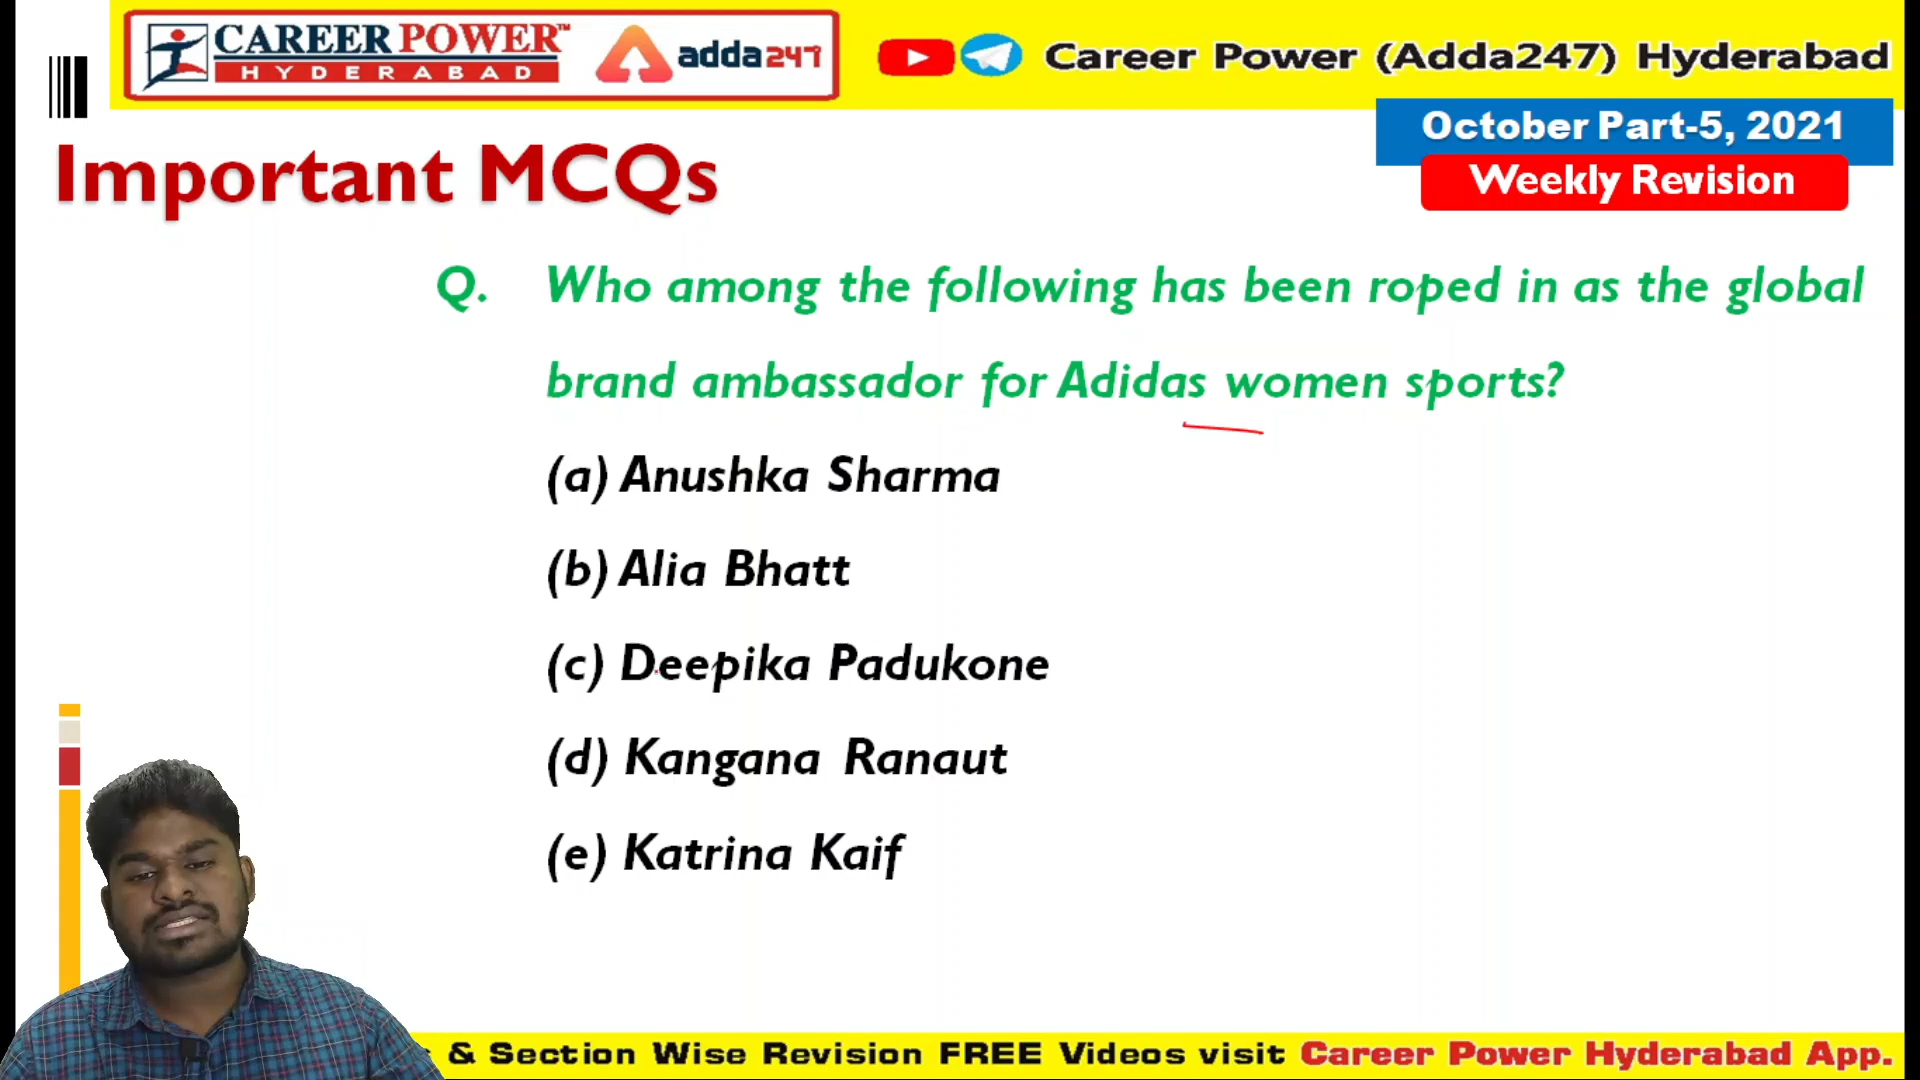 CAREER POWER™
HYDERABAD
adda247
Career Power (Adda247) Hyderabad
October Part-5, 2021
Weekly Revision
Important MCQs
Q. Who among the following has been roped in as the global
brand ambassador for Adidas women sports?
(a) Anushka Sharma
(b) Alia Bhatt
(c) Deepika Padukone
(d) Kangana Ranaut
(e) Katrina Kaif
& Section Wise Revision FREE Videos visit Career Power Hyderabad App.